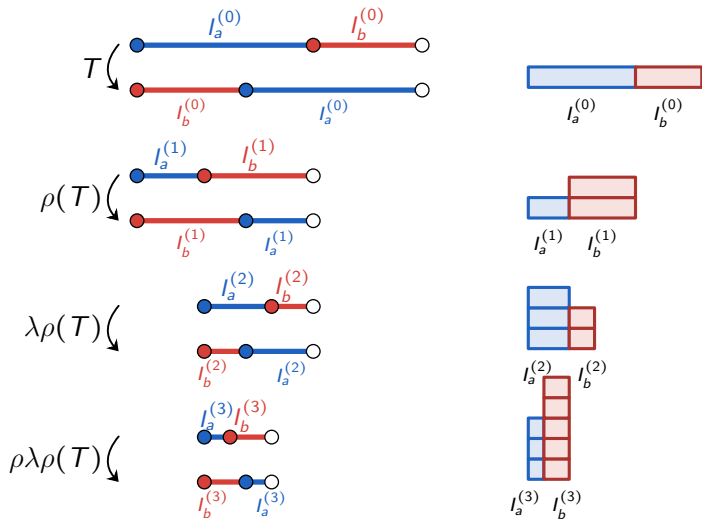 I_a^{(0)} I_b^{(0)}
T
I_b^{(0)} I_a^{(0)}
I_a^{(0)} I_b^{(0)}
I_a^{(1)} I_b^{(1)}
ρ(T)
I_b^{(1)} I_a^{(1)}
I_a^{(1)} I_b^{(1)}
I_a^{(2)} I_b^{(2)}
λρ(T)
I_b^{(2)} I_a^{(2)}
I_a^{(2)} I_b^{(2)}
I_a^{(3)} I_b^{(3)}
ρλρ(T)
I_b^{(3)} I_a^{(3)}
I_a^{(3)} I_b^{(3)}